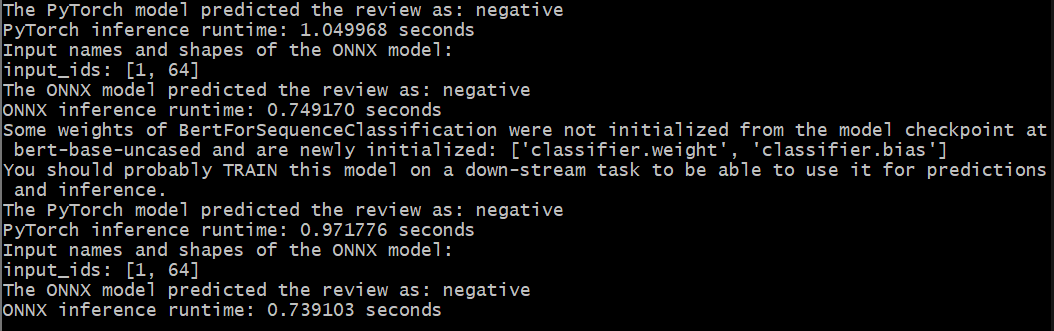 The PyTorch model predicted the review as: negative
PyTorch inference runtime: 1.049968 seconds
Input names and shapes of the ONNX model:
input_ids: [1, 64]
The ONNX model predicted the review as: negative
ONNX inference runtime: 0.749170 seconds
Some weights of BertForSequenceClassification were not initialized from the model checkpoint at
bert-base-uncased and are newly initialized: ['classifier.weight', 'classifier.bias']
You should probably TRAIN this model on a down-stream task to be able to use it for predictions
and inference.
The PyTorch model predicted the review as: negative
PyTorch inference runtime: 0.971776 seconds
Input names and shapes of the ONNX model:
input_ids: [1, 64]
The ONNX model predicted the review as: negative
ONNX inference runtime: 0.739103 seconds